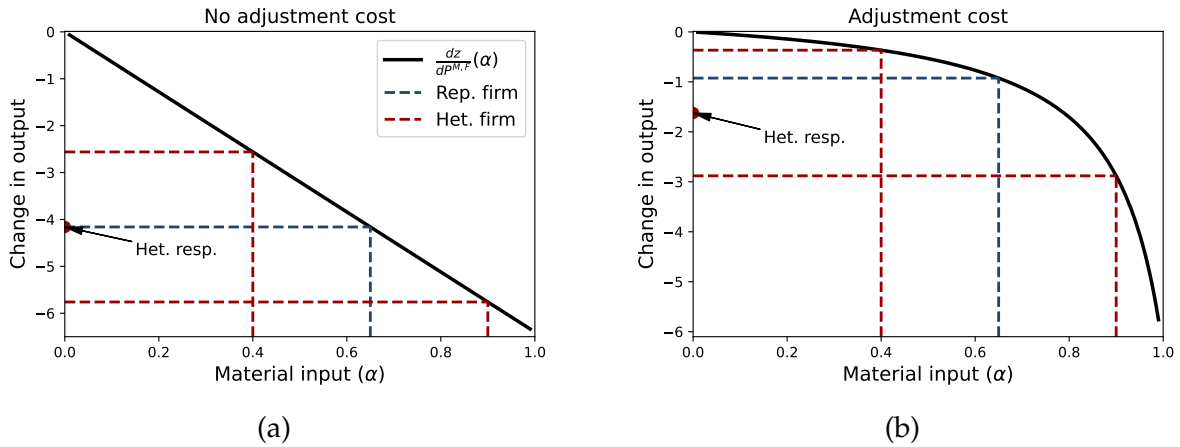 No adjustment cost
0
−1
−2
−3
−4
−5
−6
Change in output
dz/dP^{M,F}(α)
Rep. firm
Het. firm
Het. resp.
0.0 0.2 0.4 0.6 0.8 1.0
Material input (α)
(a)
Adjustment cost
0
−1
−2
−3
−4
−5
−6
Change in output
Het. resp.
0.0 0.2 0.4 0.6 0.8 1.0
Material input (α)
(b)